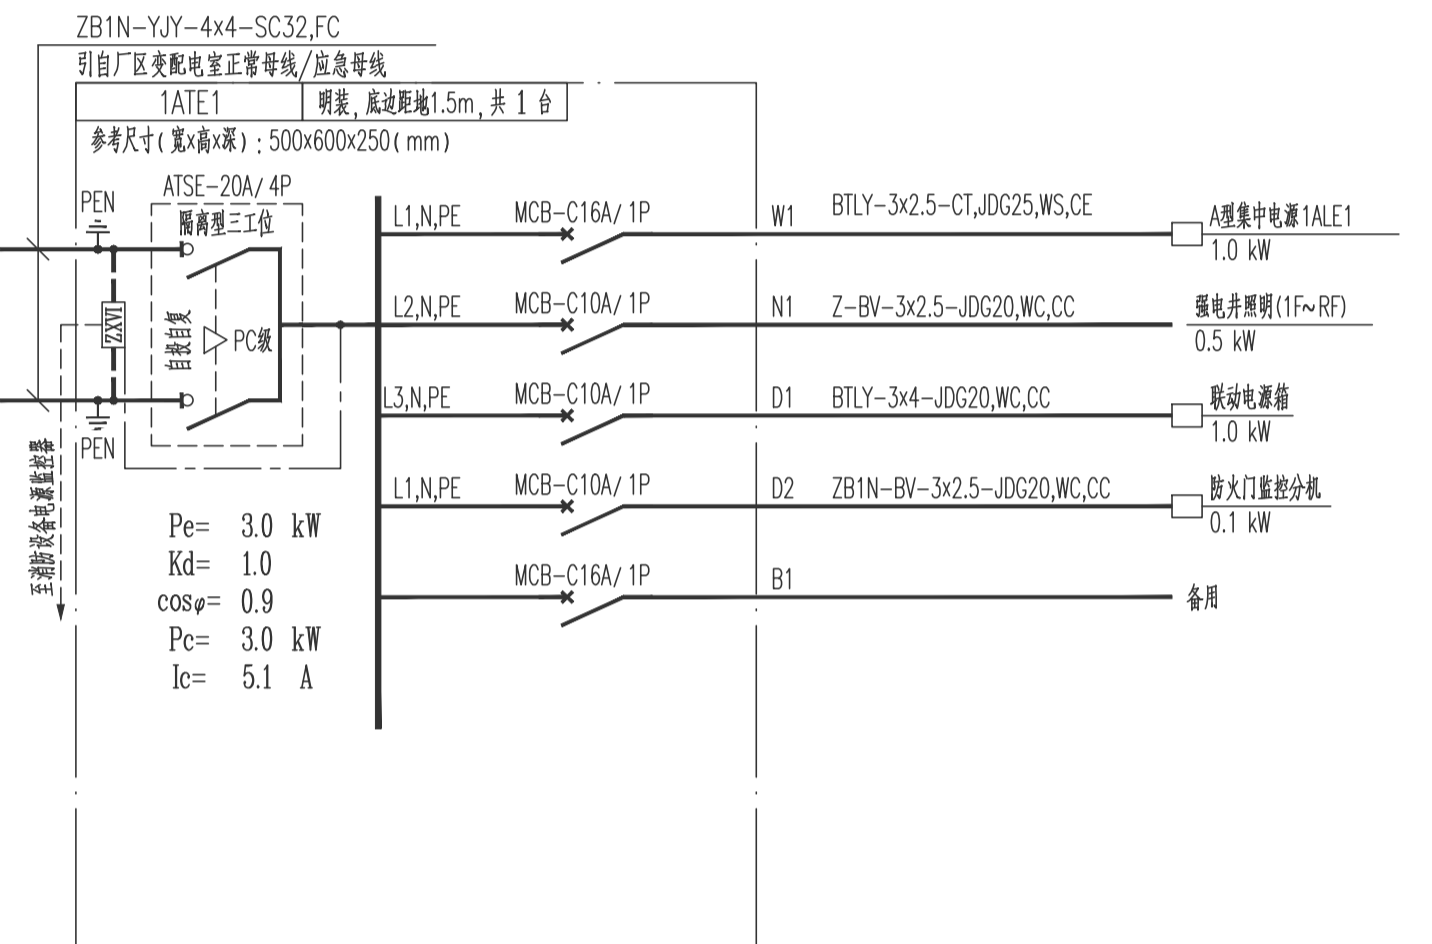 ZB1N-YJY-4x4-SC32,FC
引自厂区变配电室正常母线/应急母线
1ATE1
明装, 底边距地1.5m, 共 1 台
参考尺寸(宽x高x深): 500x600x250(mm)
ATSE-20A/4P
隔离型三工位
PEN
ZXVI
自投自复
PC级
PEN
至消防设备电源监控器
Pe= 3.0 kW
Kd= 1.0
cosφ= 0.9
Pc= 3.0 kW
Ic= 5.1 A
L1,N,PE MCB-C16A/1P W1 BTLY-3x2.5-CT,JDG25,WS,CE A型集中电源1ALE1
1.0 kW
L2,N,PE MCB-C10A/1P N1 Z-BV-3x2.5-JDG20,WC,CC 强电井照明(1F~RF)
0.5 kW
L3,N,PE MCB-C10A/1P D1 BTLY-3x4-JDG20,WC,CC 联动电源箱
1.0 kW
L1,N,PE MCB-C10A/1P D2 ZB1N-BV-3x2.5-JDG20,WC,CC 防火门监控分机
0.1 kW
MCB-C16A/1P B1 备用